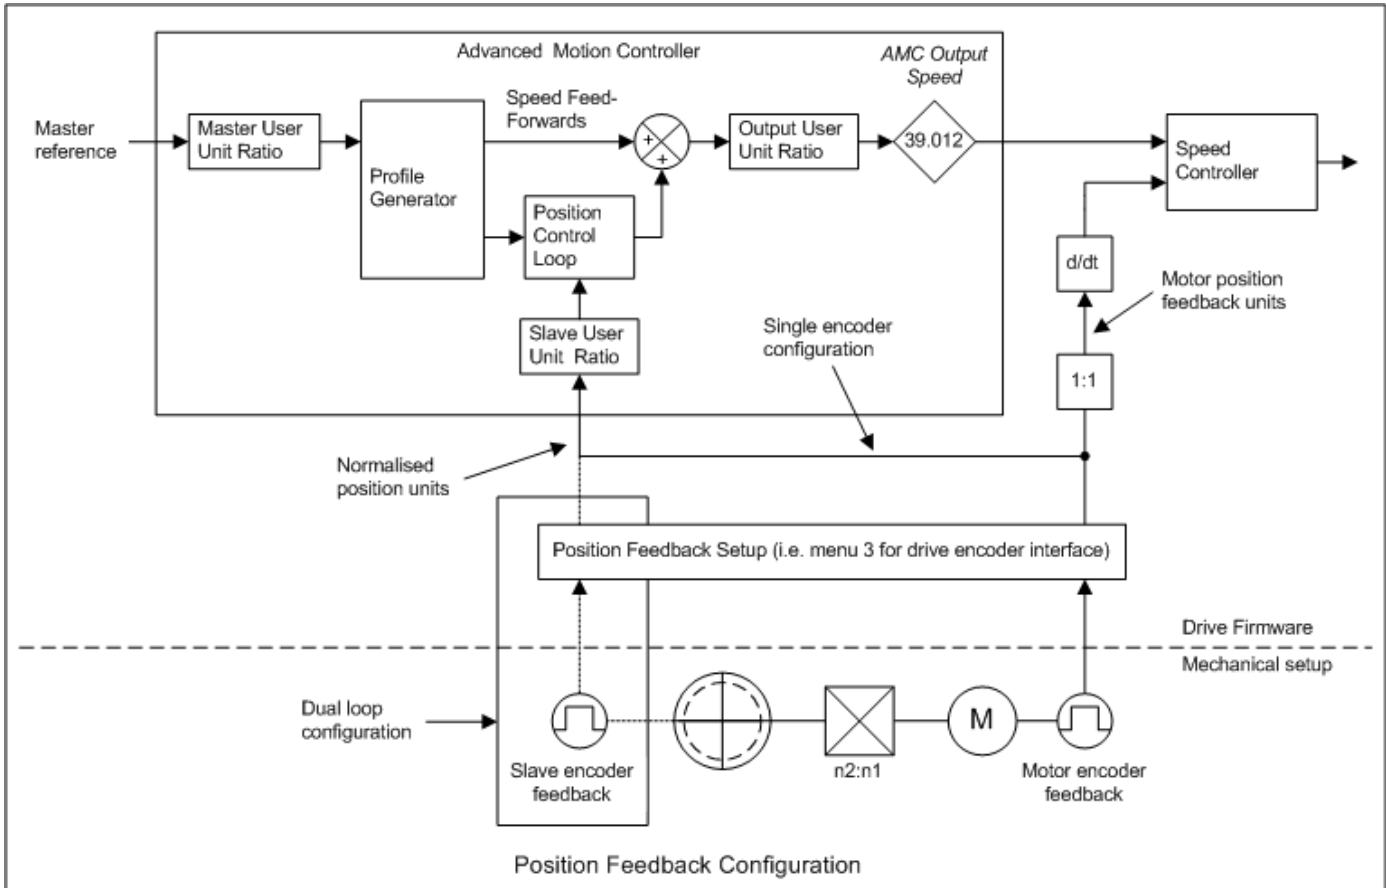 Advanced Motion Controller
AMC Output
Speed
Speed Feed-
Forwards
Master
reference
Master User
Unit Ratio
Profile
Generator
+
+
Output User
Unit Ratio
39.012
Speed
Controller
Position
Control
Loop
d/dt
Motor position
feedback units
Slave User
Unit Ratio
Single encoder
configuration
1:1
Normalised
position units
Position Feedback Setup (i.e. menu 3 for drive encoder interface)
Drive Firmware
Mechanical setup
Dual loop
configuration
M
Slave encoder
feedback
n2:n1
Motor encoder
feedback
Position Feedback Configuration